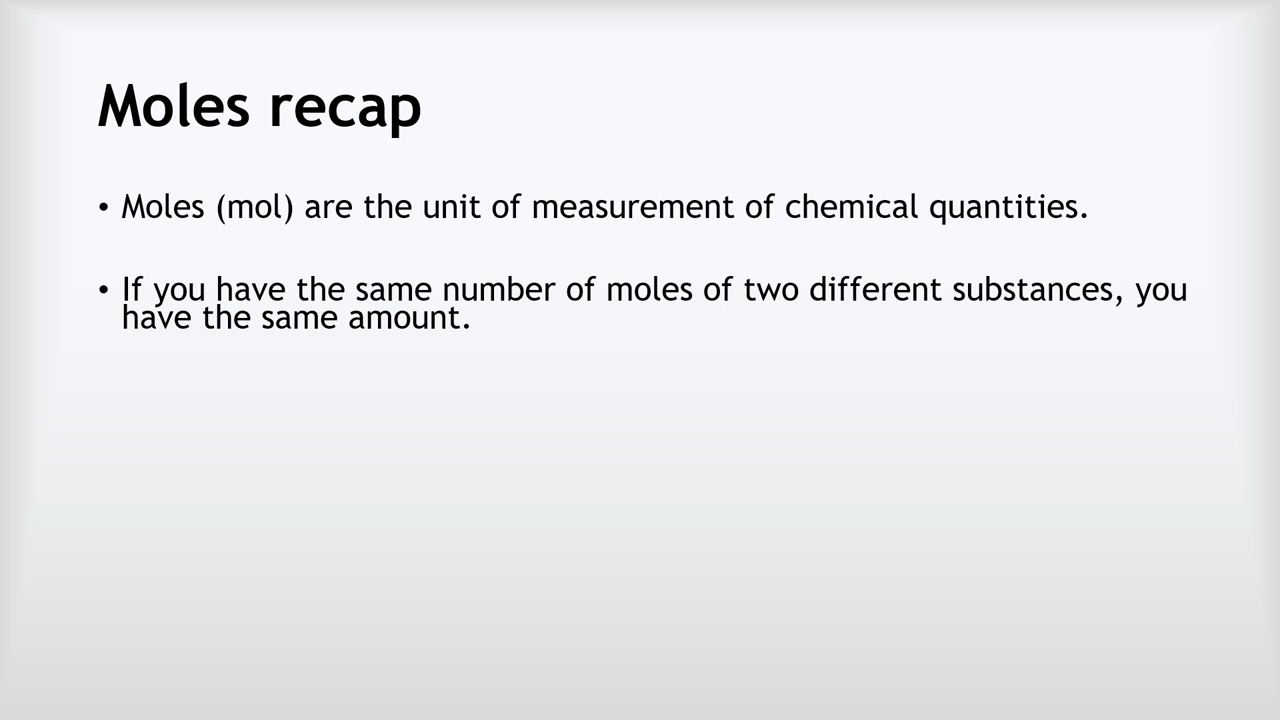 Moles recap
• Moles (mol) are the unit of measurement of chemical quantities.
• If you have the same number of moles of two different substances, you
have the same amount.